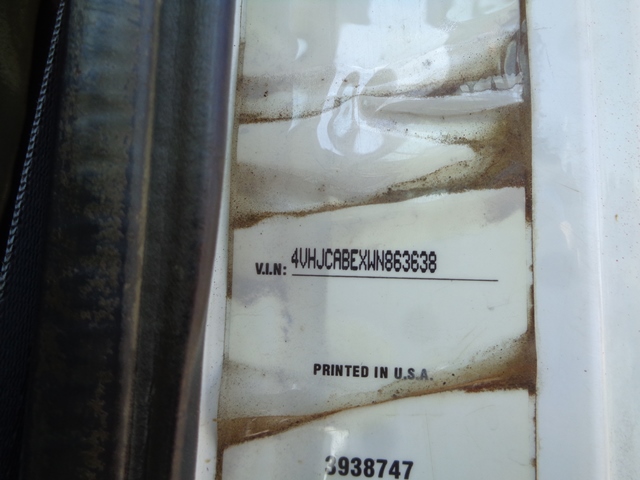 V.I.N: 4VHJCABEXWN863638
PRINTED IN U.S.A.
3938747